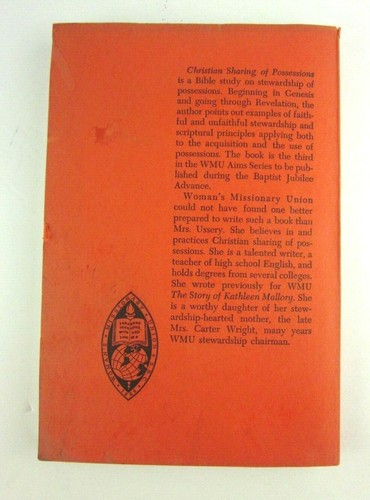 Christian Sharing of Possessions
is a Bible study on stewardship of
possessions. Beginning in Genesis
and going through Revelation, the
author points out examples of faith-
ful and unfaithful stewardship and
scriptural principles applying both
to the acquisition and the use of
possessions. The book is the third
in the WMU Aims Series to be pub-
lished during the Baptist Jubilee
Advance.
Woman's Missionary Union
could not have found one better
prepared to write such a book than
Mrs. Ussery. She believes in and
practices Christian sharing of pos-
sessions. She is a talented writer, a
teacher of high school English, and
holds degrees from several colleges.
She wrote previously for WMU
The Story of Kathleen Mallory. She
is a worthy daughter of her stew-
ardship-hearted mother, the late
Mrs. Carter Wright, many years
WMU stewardship chairman.